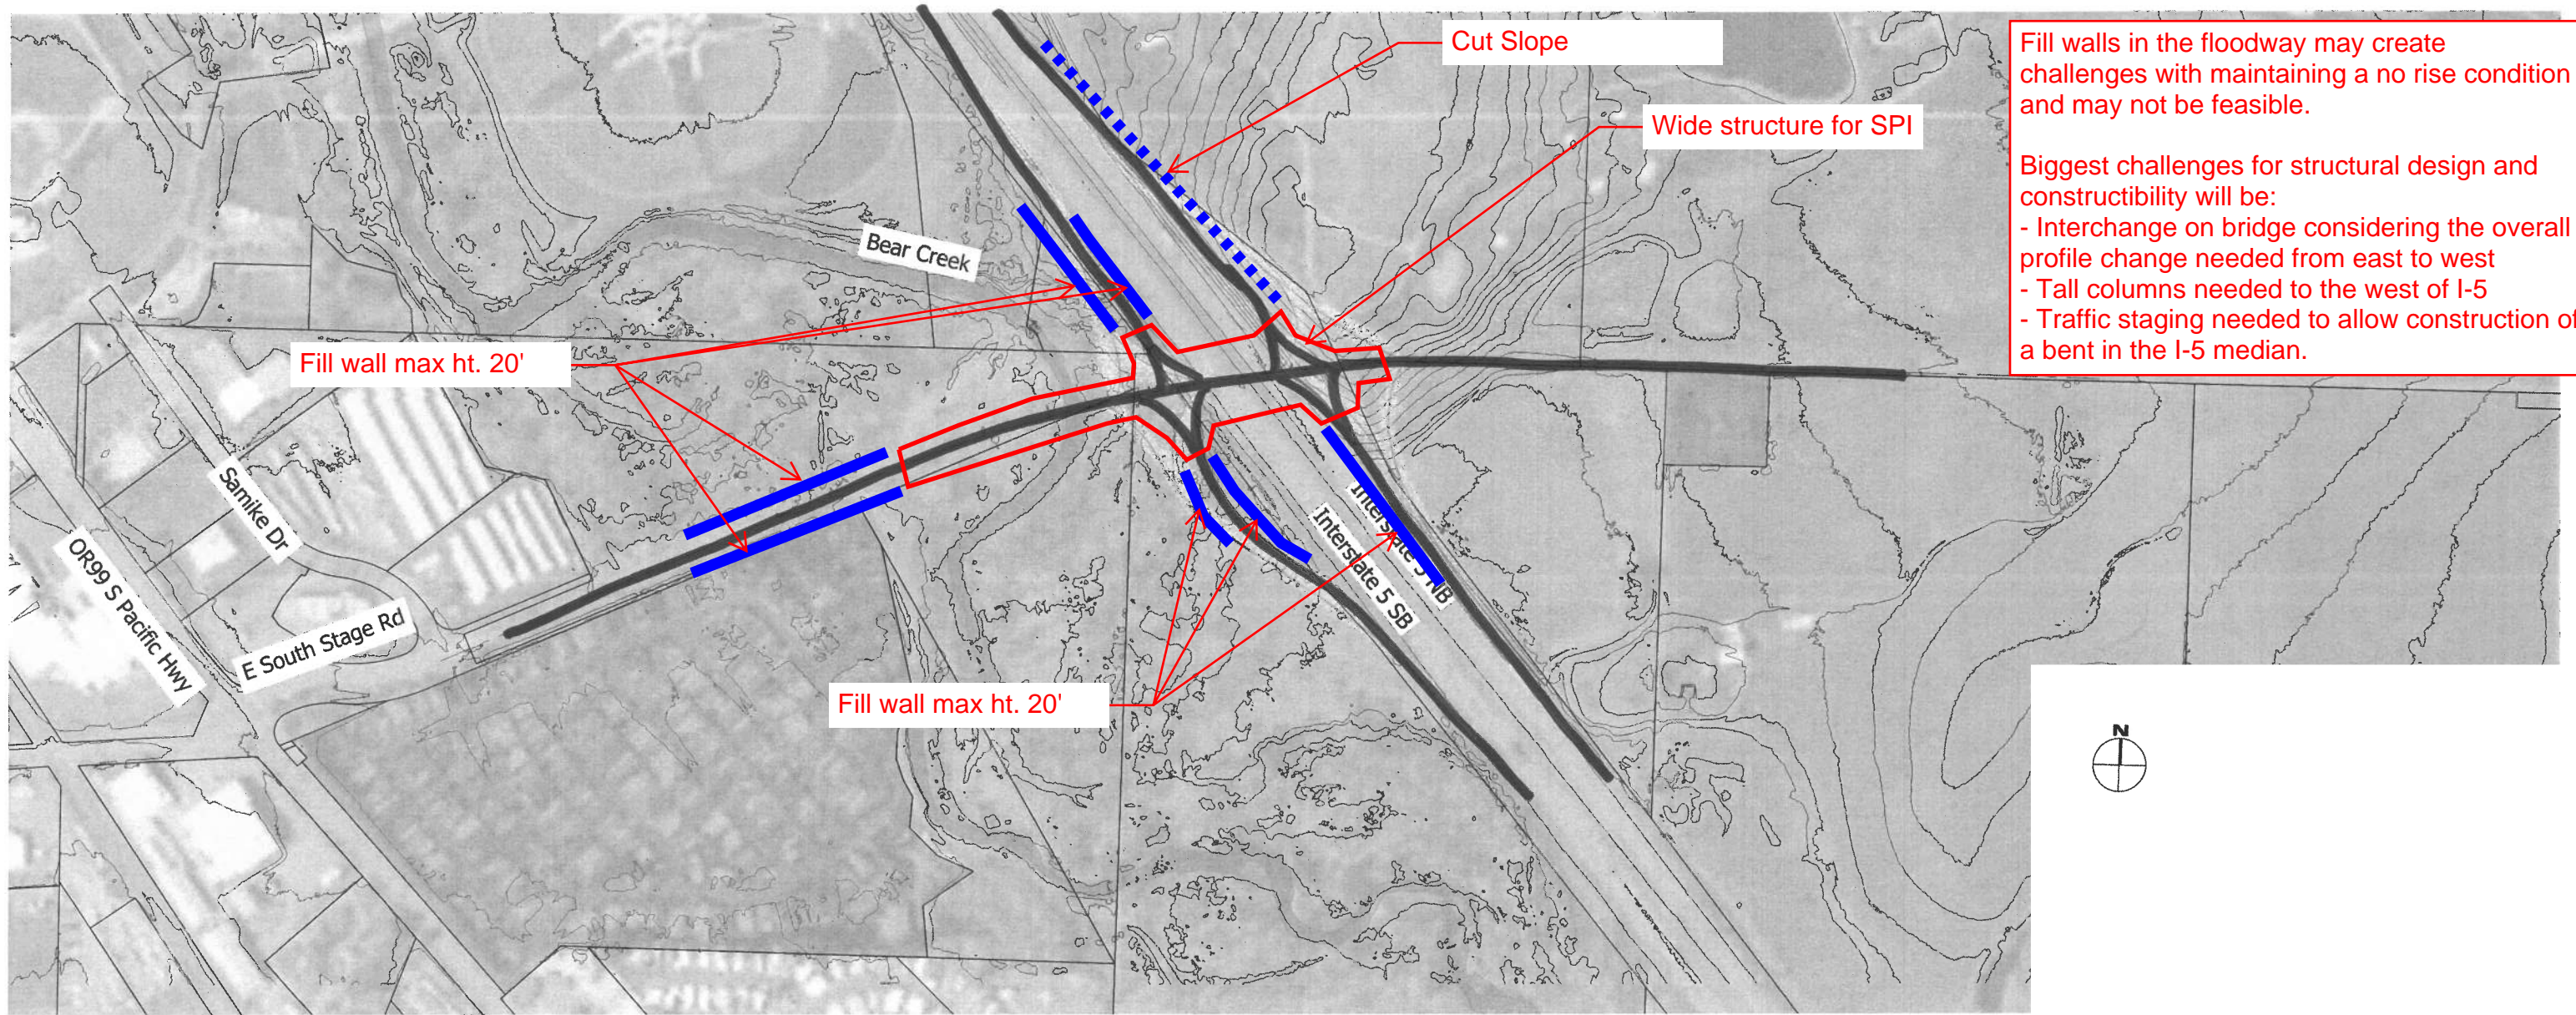 Cut Slope
Fill walls in the floodway may create
challenges with maintaining a no rise condition
and may not be feasible.
Biggest challenges for structural design and
constructibility will be:
- Interchange on bridge considering the overall
profile change needed from east to west
- Tall columns needed to the west of I-5
- Traffic staging needed to allow construction of
a bent in the I-5 median.
Wide structure for SPI
Bear Creek
Fill wall max ht. 20'
Samike Dr
OR99 S Pacific Hwy
E South Stage Rd
Interstate 5 NB
Interstate 5 SB
Fill wall max ht. 20'
N